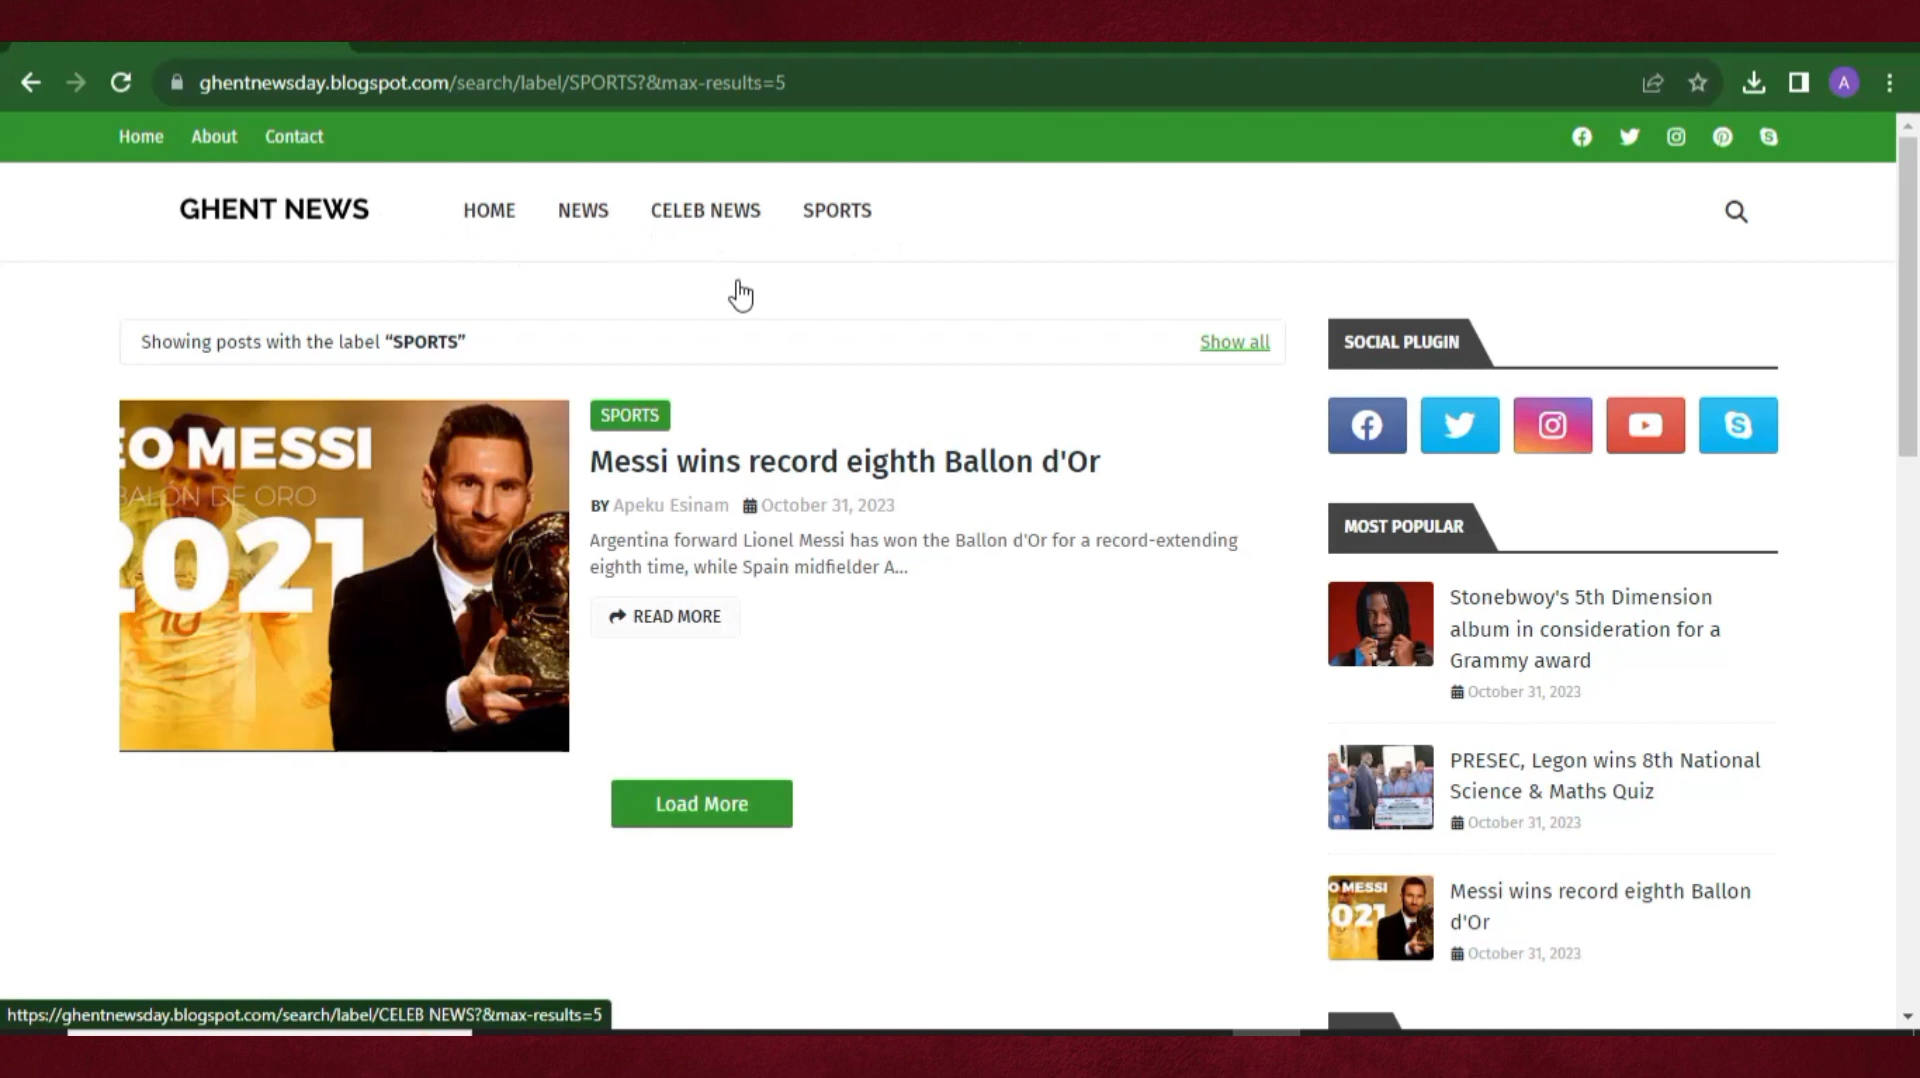 ghentnewsday.blogspot.com/search/label/SPORTS?&max-results=5
A
Home About Contact
GHENT NEWS
HOME NEWS CELEB NEWS SPORTS
Showing posts with the label “SPORTS”
Show all
EO MESSI
BALÓN DE ORO
2021
10
SPORTS
Messi wins record eighth Ballon d'Or
BY Apeku Esinam October 31, 2023
Argentina forward Lionel Messi has won the Ballon d'Or for a record-extending
eighth time, while Spain midfielder A...
READ MORE
Load More
SOCIAL PLUGIN
MOST POPULAR
Stonebwoy's 5th Dimension
album in consideration for a
Grammy award
October 31, 2023
PRESEC, Legon wins 8th National
Science & Maths Quiz
October 31, 2023
O MESSI
021
Messi wins record eighth Ballon
d'Or
October 31, 2023
https://ghentnewsday.blogspot.com/search/label/CELEB NEWS?&max-results=5